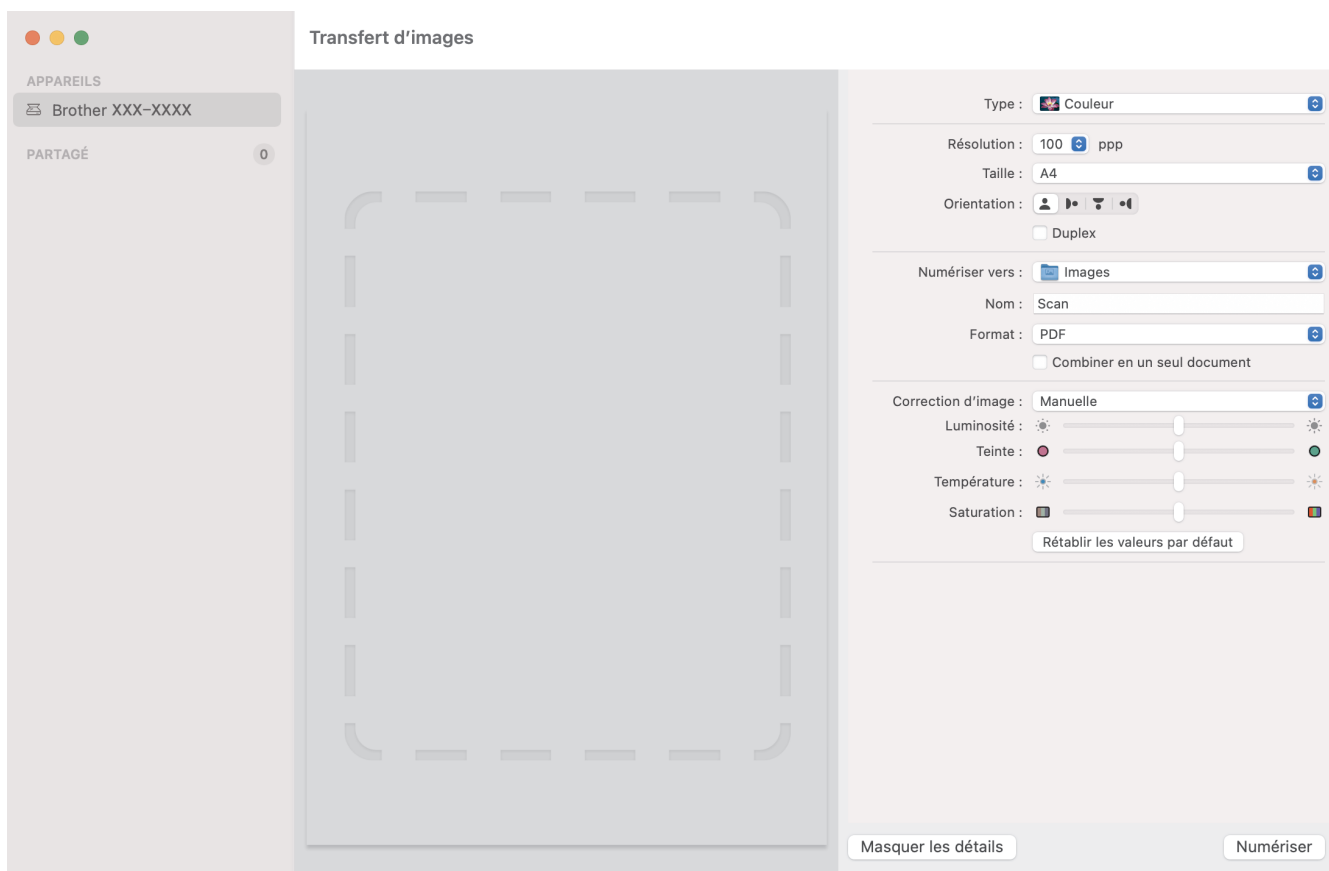 Transfert d’images
APPAREILS
Brother XXX–XXXX
PARTAGÉ 0
Type : Couleur
Résolution : 100 ppp
Taille : A4
Orientation :
Duplex
Numériser vers : Images
Nom : Scan
Format : PDF
Combiner en un seul document
Correction d’image : Manuelle
Luminosité :
Teinte :
Température :
Saturation :
Rétablir les valeurs par défaut
Masquer les détails Numériser